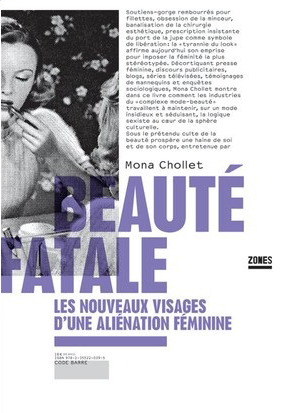 Soutiens-gorge rembourrés pour
fillettes, obsession de la minceur,
banalisation de la chirurgie
esthétique, prescription insistante
du port de la jupe comme symbole
de libération: la «tyrannie du look»
affirme aujourd'hui son emprise
pour imposer la féminité la plus
stéréotypée. Décortiquant presse
féminine, discours publicitaires,
blogs, séries télévisées, témoignages
de mannequins et enquêtes
sociologiques, Mona Chollet montre
dans ce livre comment les industries
du «complexe mode-beauté»
travaillent à maintenir, sur un mode
insidieux et séduisant, la logique
sexiste au cœur de la sphère
culturelle.
Sous le prétendu culte de la
beauté prospère une haine de soi
et de son corps, entretenue par
Mona Chollet
BEAUTÉ
FATALE
ZONES
LES NOUVEAUX VISAGES
D'UNE ALIÉNATION FÉMININE
CODE BARRE